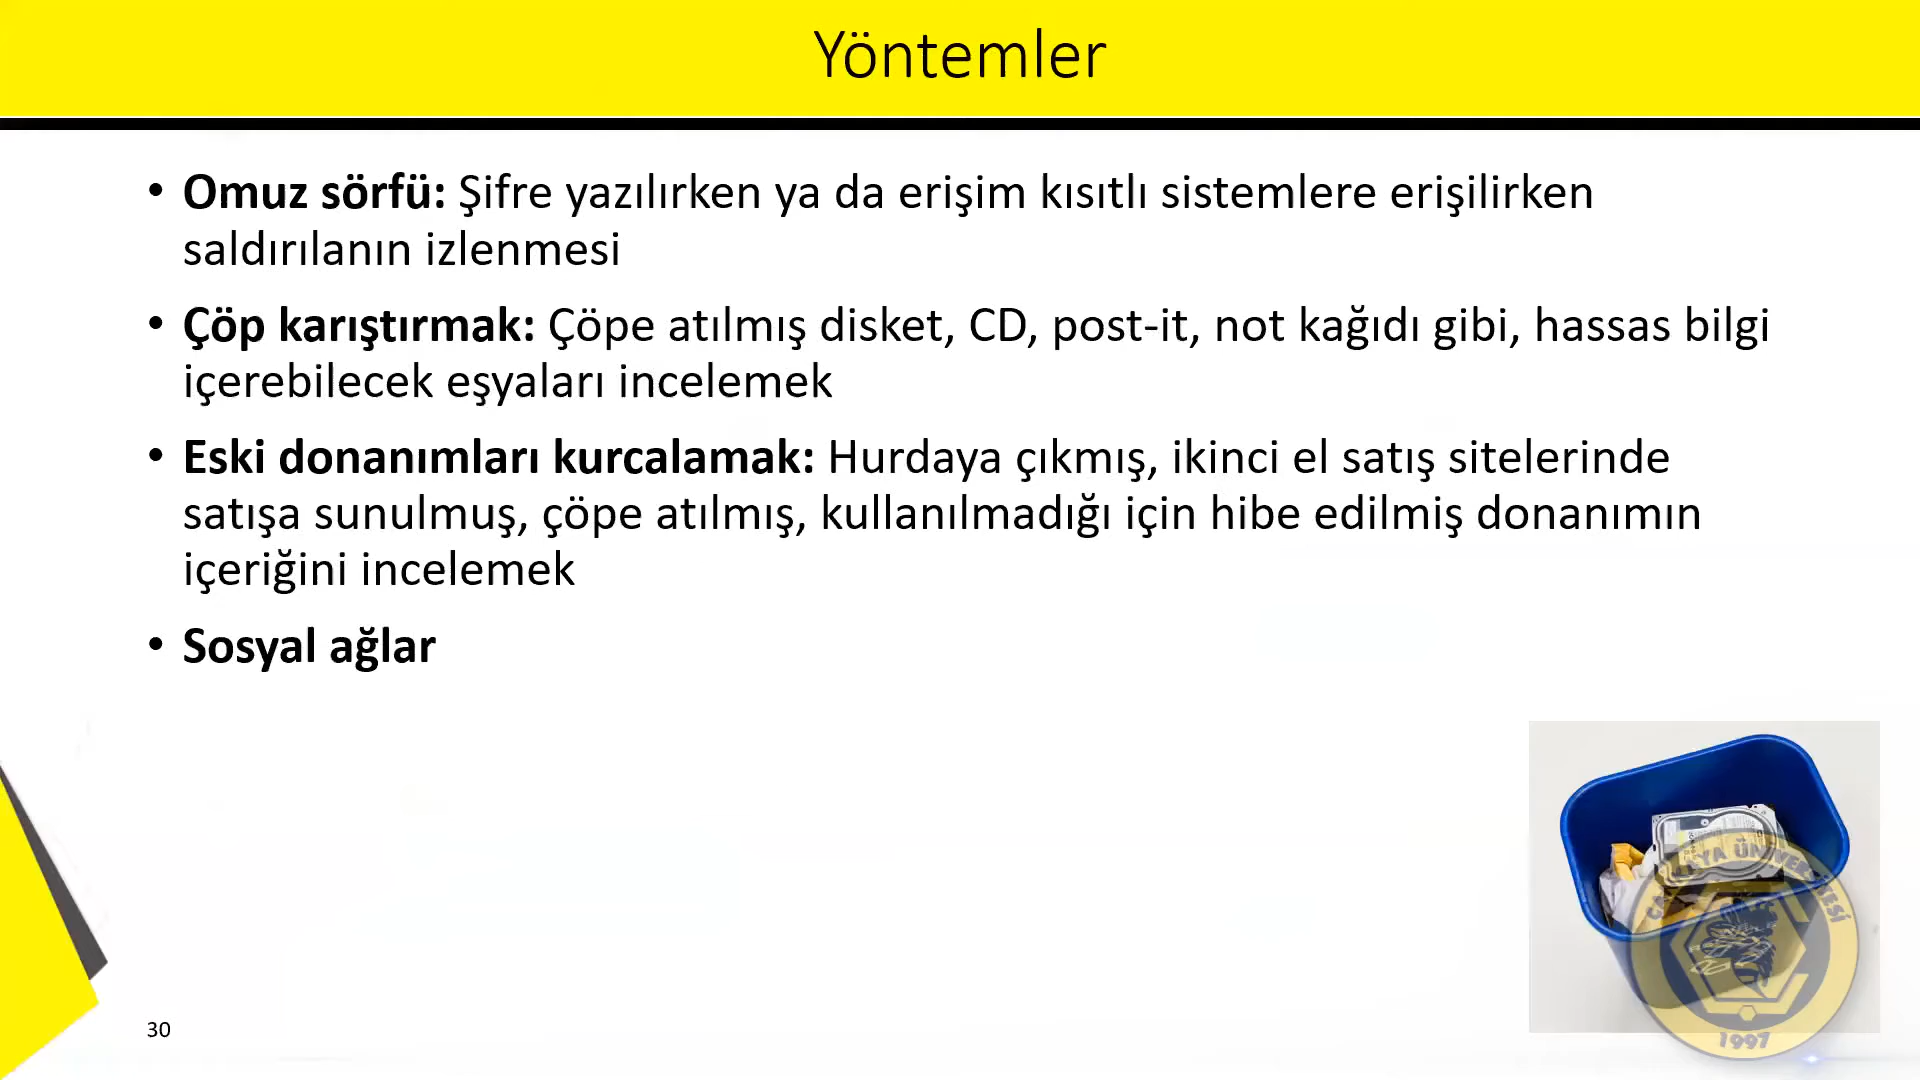 Yöntemler
• Omuz sörfü: Şifre yazılırken ya da erişim kısıtlı sistemlere erişilirken
saldırılanın izlenmesi
• Çöp karıştırmak: Çöpe atılmış disket, CD, post-it, not kağıdı gibi, hassas bilgi
içerebilecek eşyaları incelemek
• Eski donanımları kurcalamak: Hurdaya çıkmış, ikinci el satış sitelerinde
satışa sunulmuş, çöpe atılmış, kullanılmadığı için hibe edilmiş donanımın
içeriğini incelemek
• Sosyal ağlar
1997
30